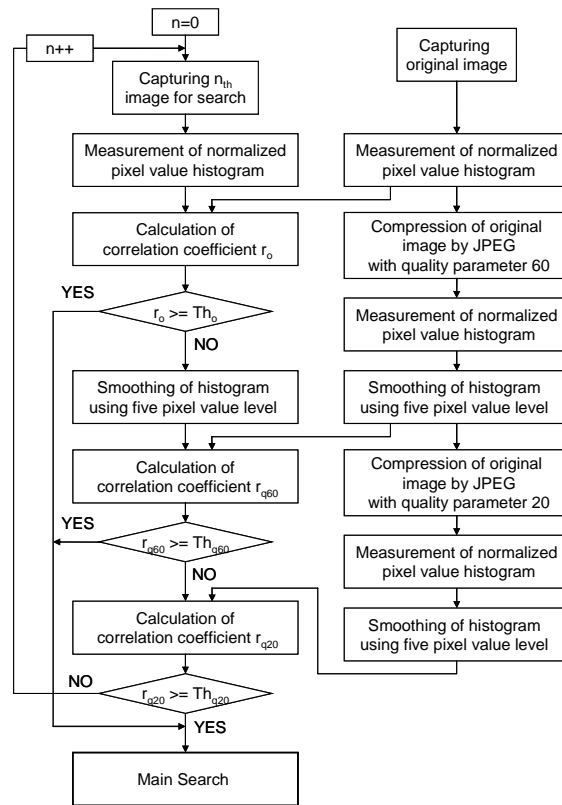 n=0
n++
Capturing nth
image for search
Measurement of normalized
pixel value histogram
Calculation of
correlation coefficient ro
YES
ro >= Tho
NO
Smoothing of histogram
using five pixel value level
Calculation of
correlation coefficient rq60
YES
rq60 >= Thq60
NO
Calculation of
correlation coefficient rq20
NO
rq20 >= Thq20
YES
Main Search
Capturing
original image
Measurement of normalized
pixel value histogram
Compression of original
image by JPEG
with quality parameter 60
Measurement of normalized
pixel value histogram
Smoothing of histogram
using five pixel value level
Compression of original
image by JPEG
with quality parameter 20
Measurement of normalized
pixel value histogram
Smoothing of histogram
using five pixel value level